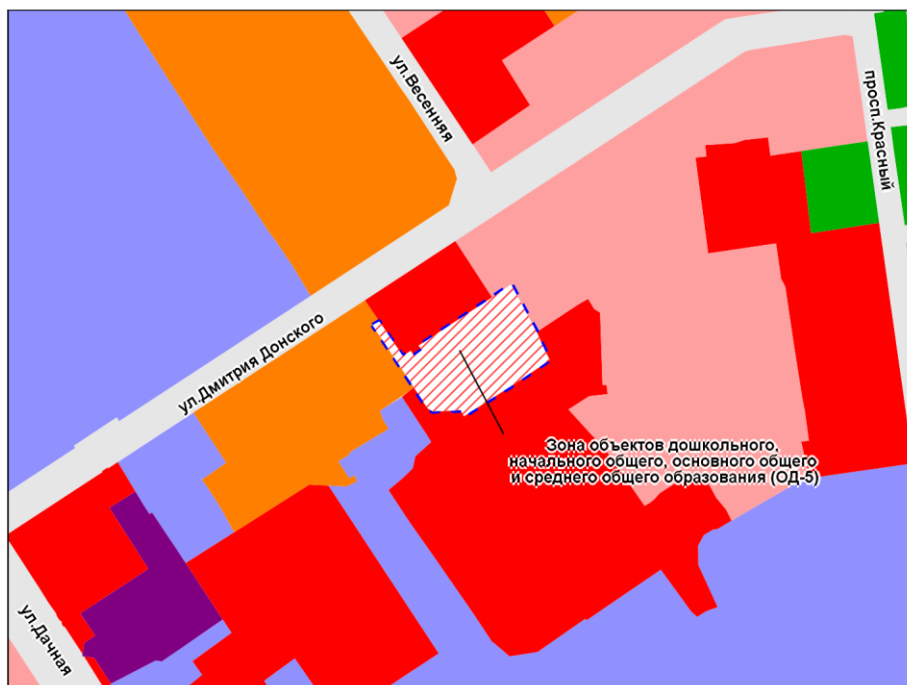 ул.Весенняя
просп.Красный
ул.Дмитрия Донского
Зона объектов дошкольного,
начального общего, основного общего
и среднего общего образования (ОД-5)
ул.Дачная